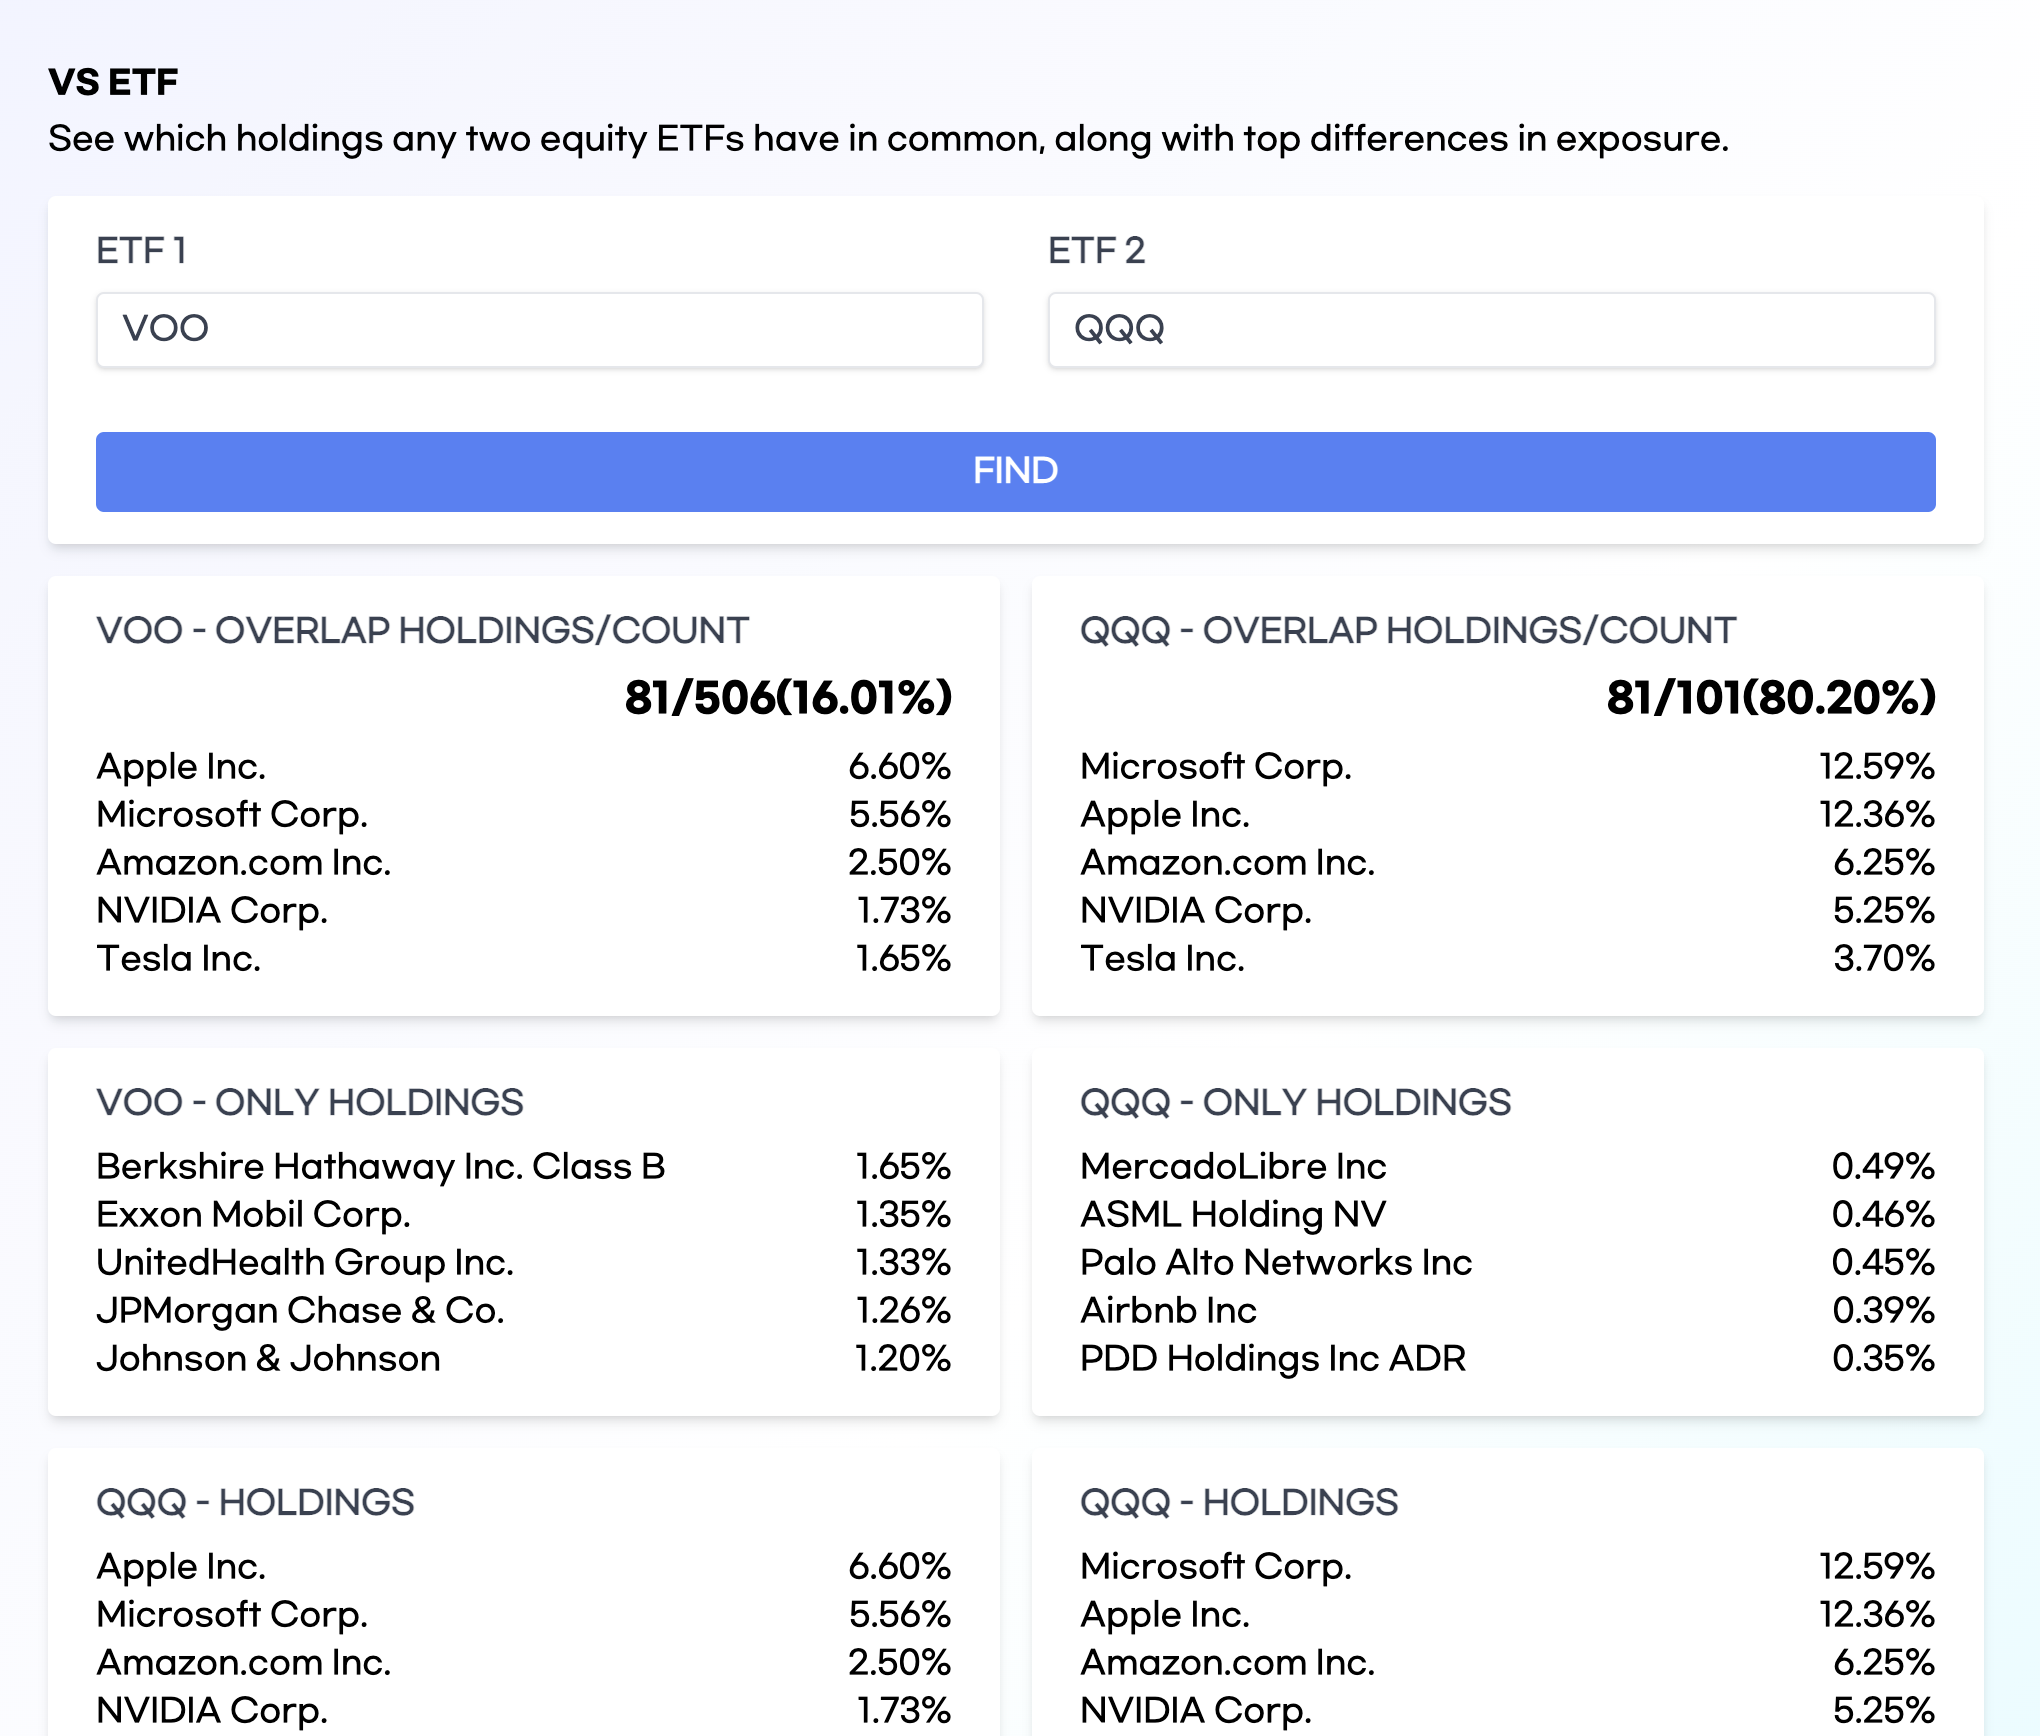 VS ETF
See which holdings any two equity ETFs have in common, along with top differences in exposure.
ETF 1
VOO
ETF 2
QQQ
FIND
VOO - OVERLAP HOLDINGS/COUNT
81/506(16.01%)
Apple Inc. 6.60%
Microsoft Corp. 5.56%
Amazon.com Inc. 2.50%
NVIDIA Corp. 1.73%
Tesla Inc. 1.65%
QQQ - OVERLAP HOLDINGS/COUNT
81/101(80.20%)
Microsoft Corp. 12.59%
Apple Inc. 12.36%
Amazon.com Inc. 6.25%
NVIDIA Corp. 5.25%
Tesla Inc. 3.70%
VOO - ONLY HOLDINGS
Berkshire Hathaway Inc. Class B 1.65%
Exxon Mobil Corp. 1.35%
UnitedHealth Group Inc. 1.33%
JPMorgan Chase & Co. 1.26%
Johnson & Johnson 1.20%
QQQ - ONLY HOLDINGS
MercadoLibre Inc 0.49%
ASML Holding NV 0.46%
Palo Alto Networks Inc 0.45%
Airbnb Inc 0.39%
PDD Holdings Inc ADR 0.35%
QQQ - HOLDINGS
Apple Inc. 6.60%
Microsoft Corp. 5.56%
Amazon.com Inc. 2.50%
NVIDIA Corp. 1.73%
QQQ - HOLDINGS
Microsoft Corp. 12.59%
Apple Inc. 12.36%
Amazon.com Inc. 6.25%
NVIDIA Corp. 5.25%